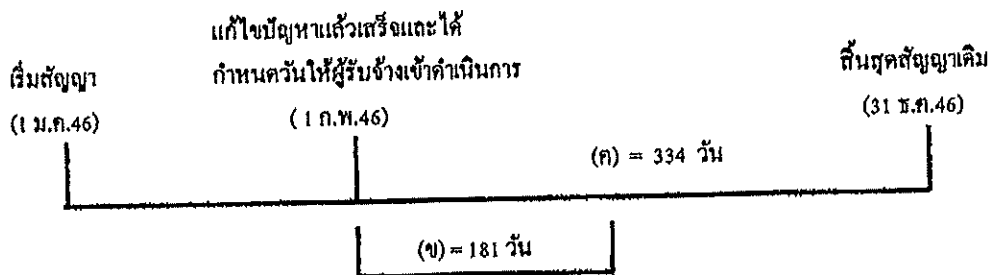 เริ่มสัญญา
(1 ม.ค.46)
แก้ไขปัญหาแล้วเสร็จและได้
กำหนดวันให้ผู้รับจ้างเข้าดำเนินการ
( 1 ก.พ.46)
สิ้นสุดสัญญาเดิม
(31 ธ.ค.46)
(ค) = 334 วัน
(ข) = 181 วัน